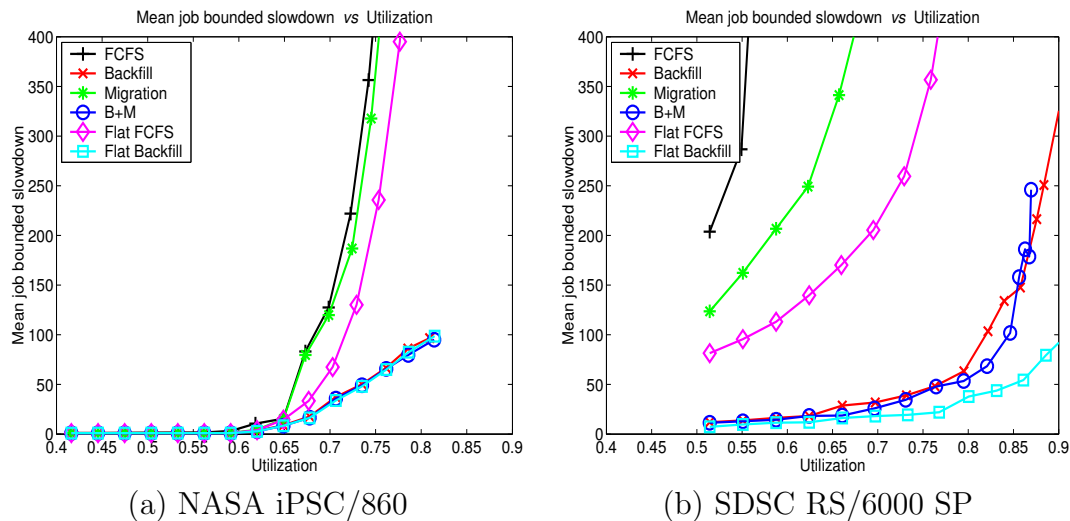 Mean job bounded slowdown vs Utilization
400
350
300
250
200
150
100
50
0
Mean job bounded slowdown
FCFS
Backfill
Migration
B+M
Flat FCFS
Flat Backfill
0.4 0.45 0.5 0.55 0.6 0.65 0.7 0.75 0.8 0.85 0.9
Utilization
(a) NASA iPSC/860
Mean job bounded slowdown vs Utilization
400
350
300
250
200
150
100
50
0
Mean job bounded slowdown
FCFS
Backfill
Migration
B+M
Flat FCFS
Flat Backfill
0.4 0.45 0.5 0.55 0.6 0.65 0.7 0.75 0.8 0.85 0.9
Utilization
(b) SDSC RS/6000 SP